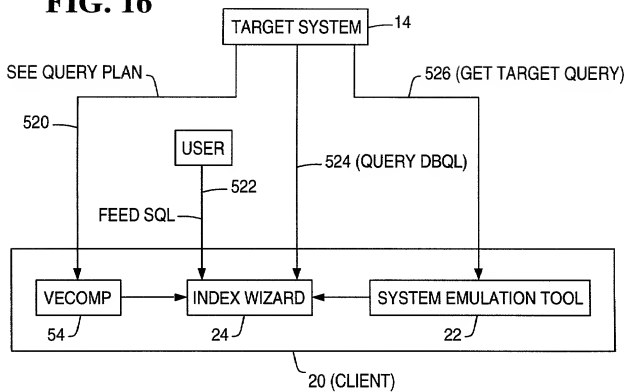 FIG. 16
TARGET SYSTEM
14
SEE QUERY PLAN
526 (GET TARGET QUERY)
520
USER
524 (QUERY DBQL)
522
FEED SQL
VECOMP
INDEX WIZARD
SYSTEM EMULATION TOOL
54
24
22
20 (CLIENT)